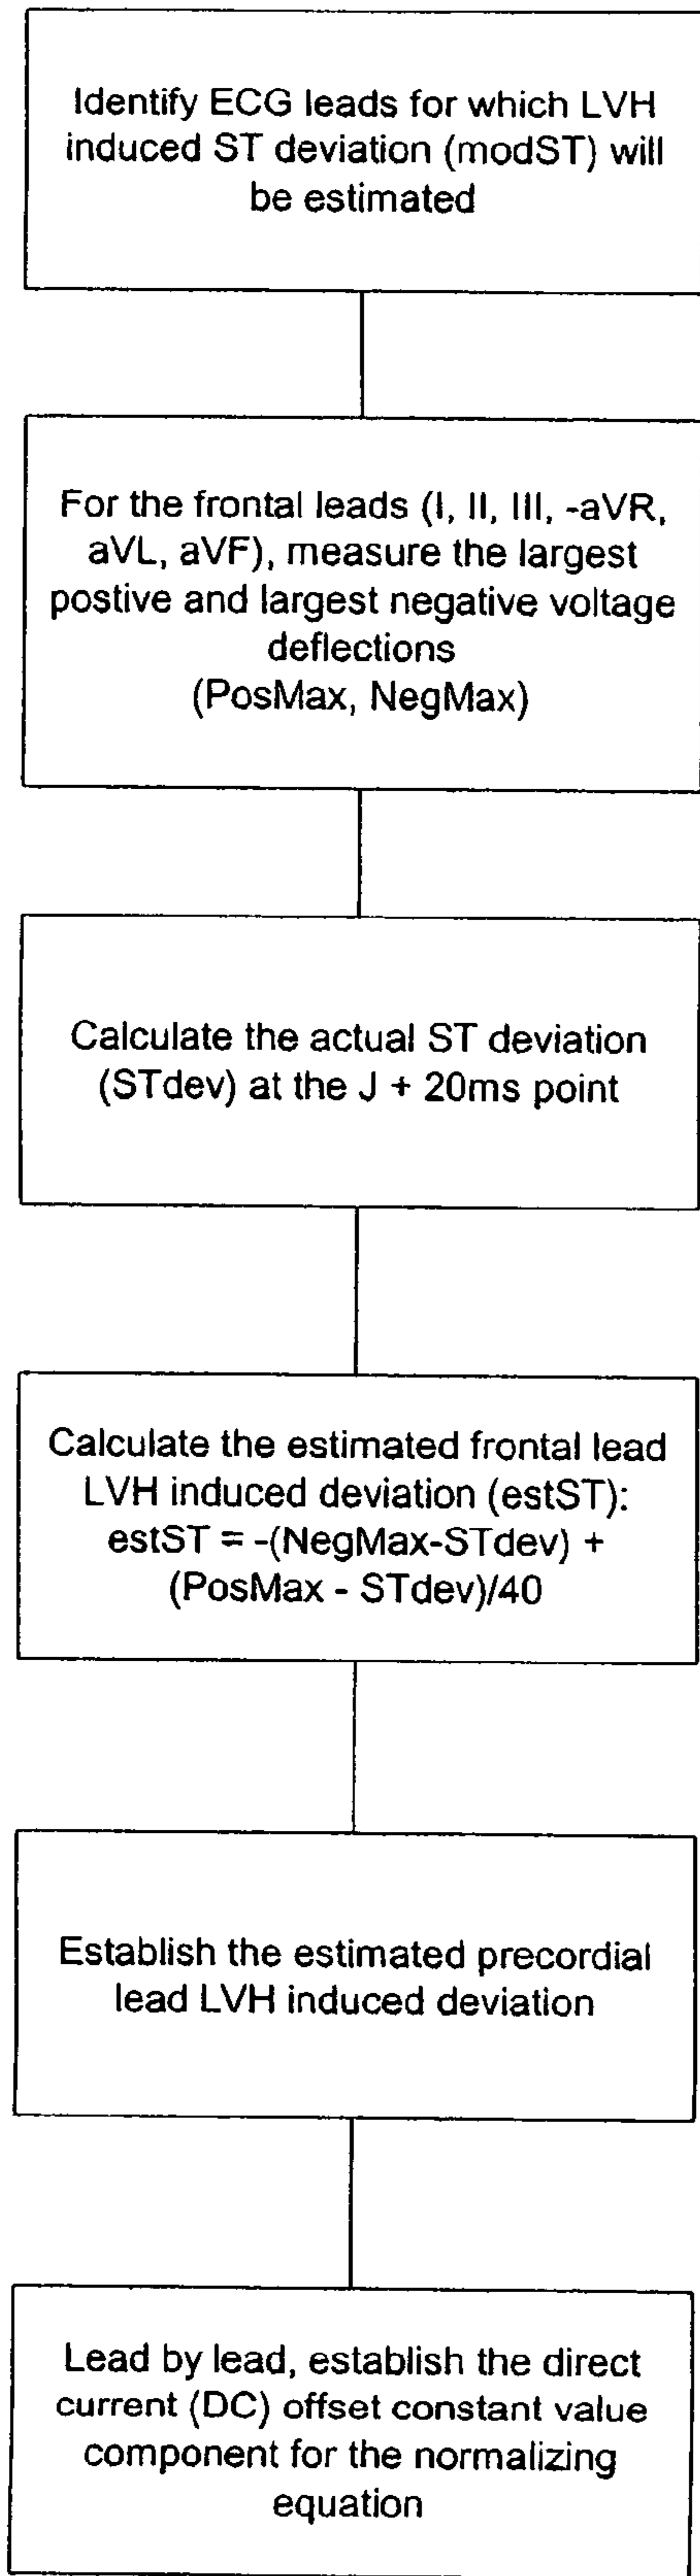 Identify ECG leads for which LVH
induced ST deviation (modST) will
be estimated
For the frontal leads (I, II, III, -aVR,
aVL, aVF), measure the largest
postive and largest negative voltage
deflections
(PosMax, NegMax)
Calculate the actual ST deviation
(STdev) at the J + 20ms point
Calculate the estimated frontal lead
LVH induced deviation (estST):
estST = -(NegMax-STdev) +
(PosMax - STdev)/40
Establish the estimated precordial
lead LVH induced deviation
Lead by lead, establish the direct
current (DC) offset constant value
component for the normalizing
equation